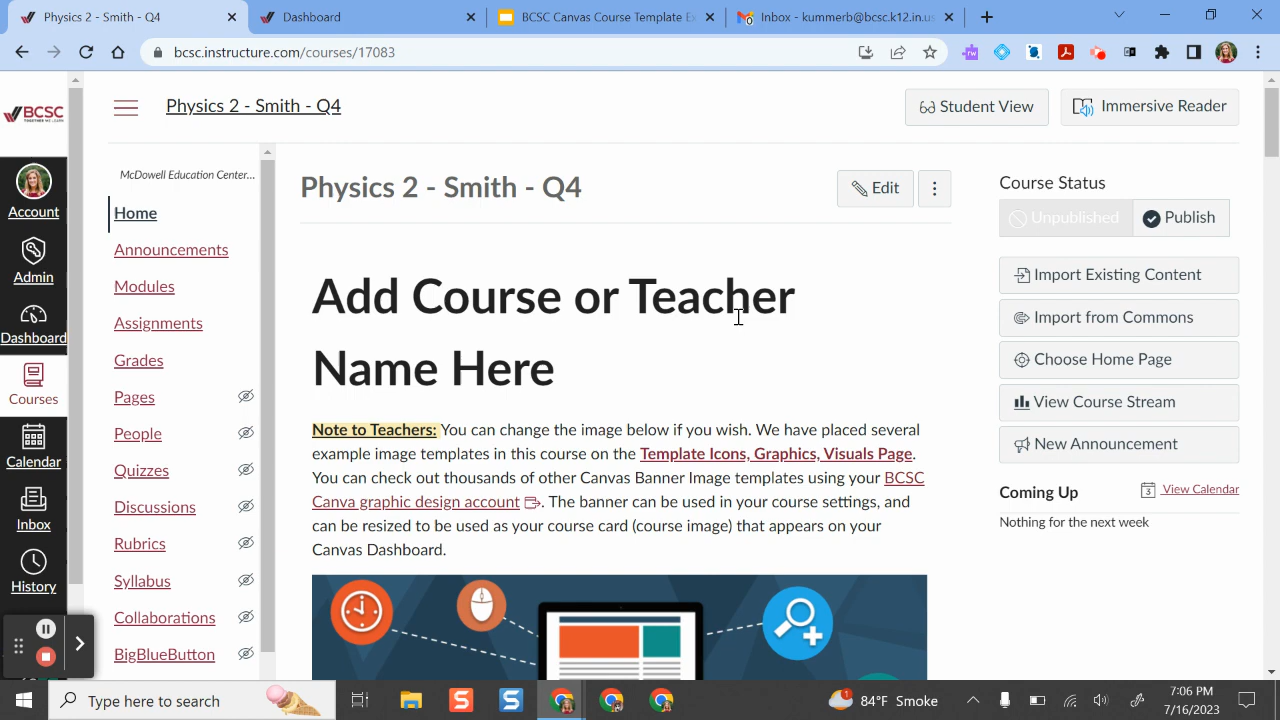 Physics 2 - Smith - Q4
Dashboard
BCSC Canvas Course Template Ex
Inbox - kummerb@bcsc.k12.in.us
bcsc.instructure.com/courses/17083
BCSC
Physics 2 - Smith - Q4
Student View
Immersive Reader
Account
Admin
Dashboard
Courses
Calendar
Inbox
History
McDowell Education Center...
Home
Announcements
Modules
Assignments
Grades
Pages
People
Quizzes
Discussions
Rubrics
Syllabus
Collaborations
BigBlueButton
Physics 2 - Smith - Q4
Edit
Add Course or Teacher
Name Here
Note to Teachers: You can change the image below if you wish. We have placed several
example image templates in this course on the Template Icons, Graphics, Visuals Page.
You can check out thousands of other Canvas Banner Image templates using your BCSC
Canva graphic design account. The banner can be used in your course settings, and
can be resized to be used as your course card (course image) that appears on your
Canvas Dashboard.
Course Status
Unpublished
Publish
Import Existing Content
Import from Commons
Choose Home Page
View Course Stream
New Announcement
Coming Up
3
View Calendar
Nothing for the next week
Type here to search
1
84°F Smoke
7:06 PM
7/16/2023